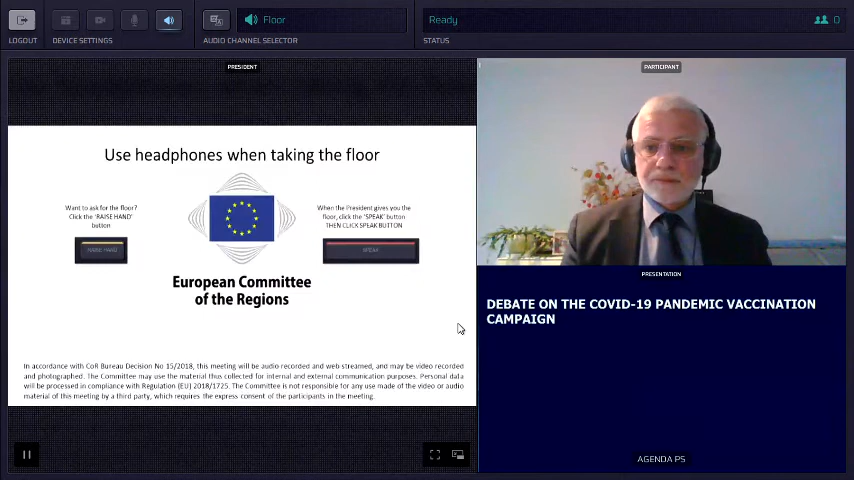 LOGOUT
DEVICE SETTINGS
Floor
AUDIO CHANNEL SELECTOR
Ready
0
STATUS
PRESIDENT
Use headphones when taking the floor
Want to ask for the floor?
Click the 'RAISE HAND'
button
RAISE HAND
When the President gives you the
floor, click the 'SPEAK' button
THEN CLICK SPEAK BUTTON
SPEAK
European Committee
of the Regions
In accordance with CoR Bureau Decision No 15/2018, this meeting will be audio recorded and web streamed, and may be video recorded
and photographed. The Committee may use the material thus collected for internal and external communication purposes. Personal data
will be processed in compliance with Regulation (EU) 2018/1725. The Committee is not responsible for any use made of the video or audio
material of this meeting by a third party, which requires the express consent of the participants in the meeting.
PARTICIPANT
PRESENTATION
DEBATE ON THE COVID-19 PANDEMIC VACCINATION
CAMPAIGN
AGENDA PS